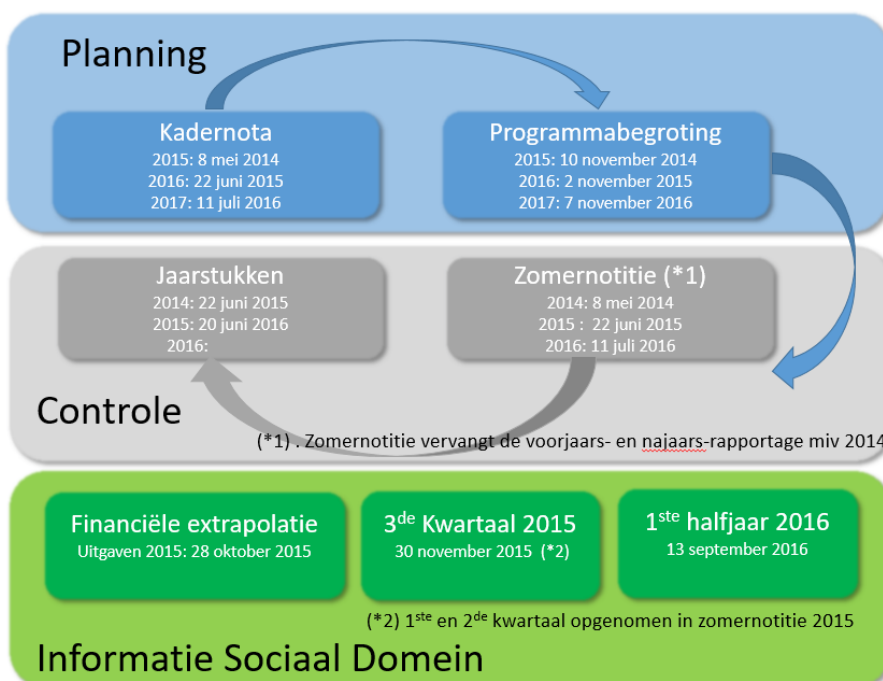 Planning
Kadernota
2015: 8 mei 2014
2016: 22 juni 2015
2017: 11 juli 2016
Programmabegroting
2015: 10 november 2014
2016: 2 november 2015
2017: 7 november 2016
Jaarstukken
2014: 22 juni 2015
2015: 20 juni 2016
2016:
Zomernotitie (*1)
2014: 8 mei 2014
2015 : 22 juni 2015
2016: 11 juli 2016
Controle
(*1) . Zomernotitie vervangt de voorjaars- en najaars-rapportage miv 2014
Financiële extrapolatie
Uitgaven 2015: 28 oktober 2015
3de Kwartaal 2015
30 november 2015 (*2)
1ste halfjaar 2016
13 september 2016
(*2) 1ste en 2de kwartaal opgenomen in zomernotitie 2015
Informatie Sociaal Domein